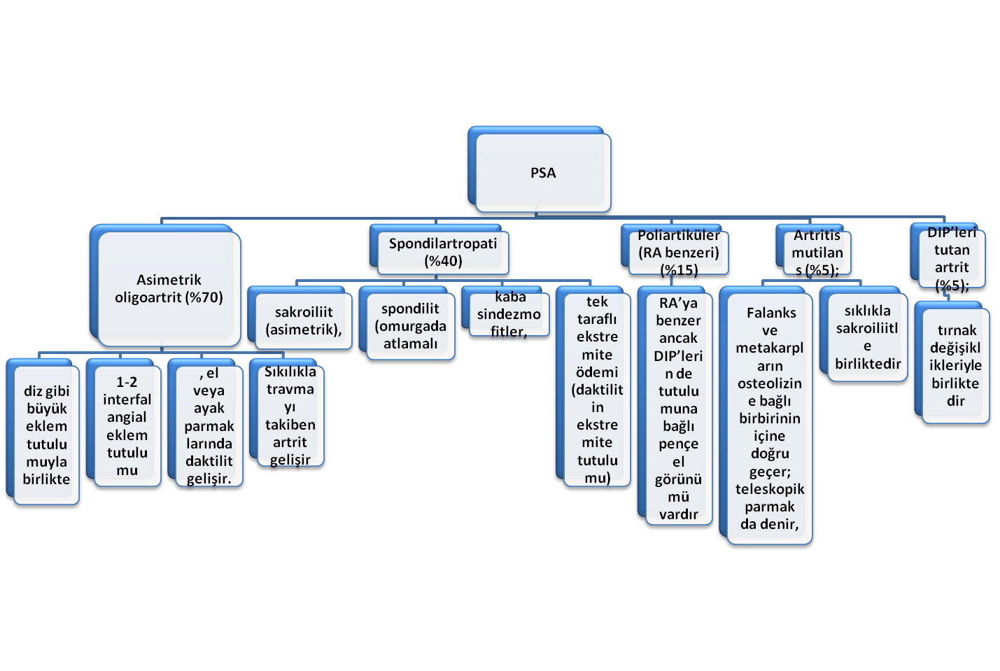 PSA
Asimetrik
oligoartrit (%70)
diz gibi
büyük
eklem
tutulu
muyla
birlikte
1-2
interfal
angial
eklem
tutulu
mu
, el
veya
ayak
parmak
larında
daktilit
gelişir.
Sıkılıkla
travma
yı
takiben
artrit
gelişir
Spondilartropati
(%40)
sakroiliit
(asimetrik),
spondilit
(omurgada
atlamalı
kaba
sindezmo
fitler,
tek
taraflı
ekstre
mite
ödemi
(daktilit
in
ekstre
mite
tutulu
mu)
Poliartiküler
(RA benzeri)
(%15)
RA’ya
benzer
ancak
DIP’leri
n de
tutulu
muna
bağlı
pençe
el
görünü
mü
vardır
Artritis
mutilan
s (%5);
Falanks
ve
metakarpl
arın
osteolizin
e bağlı
birbirinin
içine
doğru
geçer;
teleskopik
parmak
da denir,
sıklıkla
sakroiliitl
e
birliktedir
DIP’leri
tutan
artrit
(%5);
tırnak
değişikl
ikleriyle
birlikte
dir